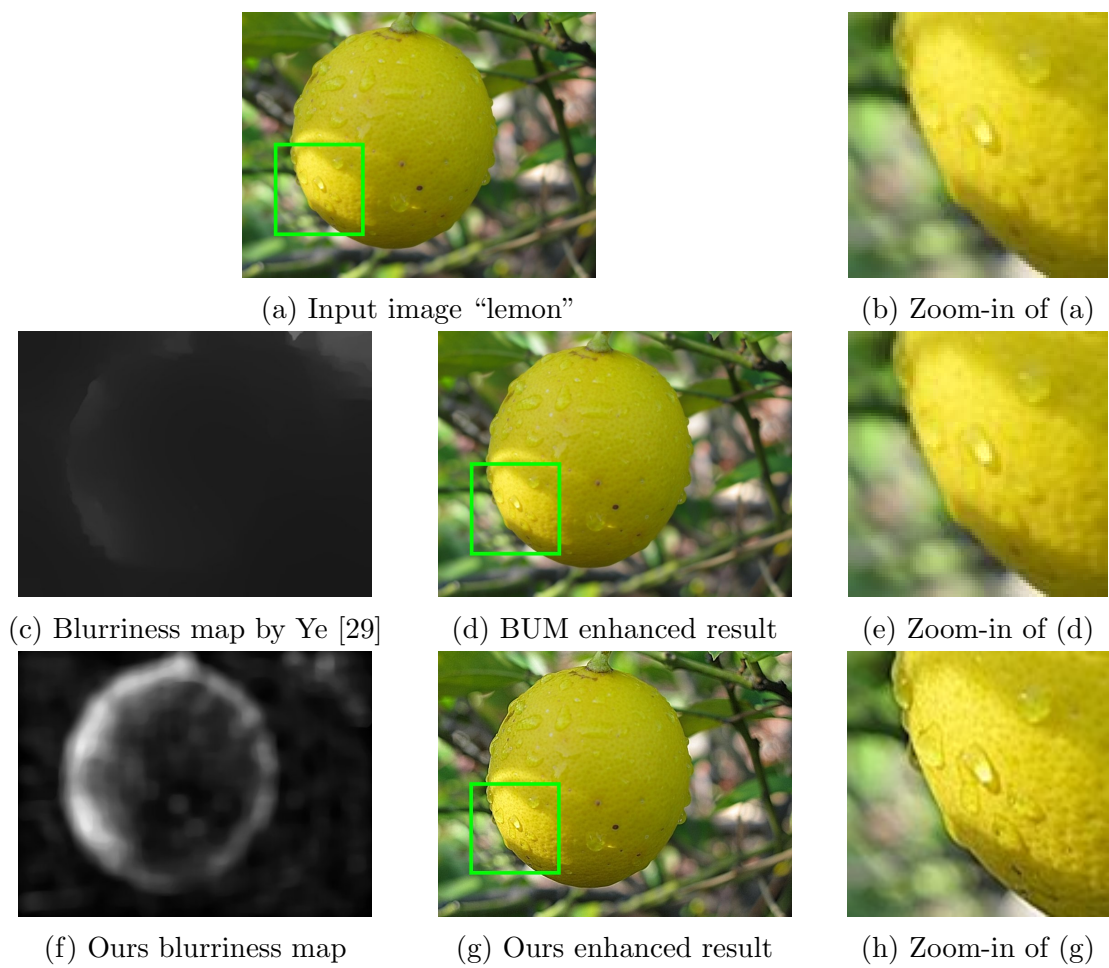 (a) Input image “lemon”
(b) Zoom-in of (a)
(c) Blurriness map by Ye [29]
(d) BUM enhanced result
(e) Zoom-in of (d)
(f) Ours blurriness map
(g) Ours enhanced result
(h) Zoom-in of (g)